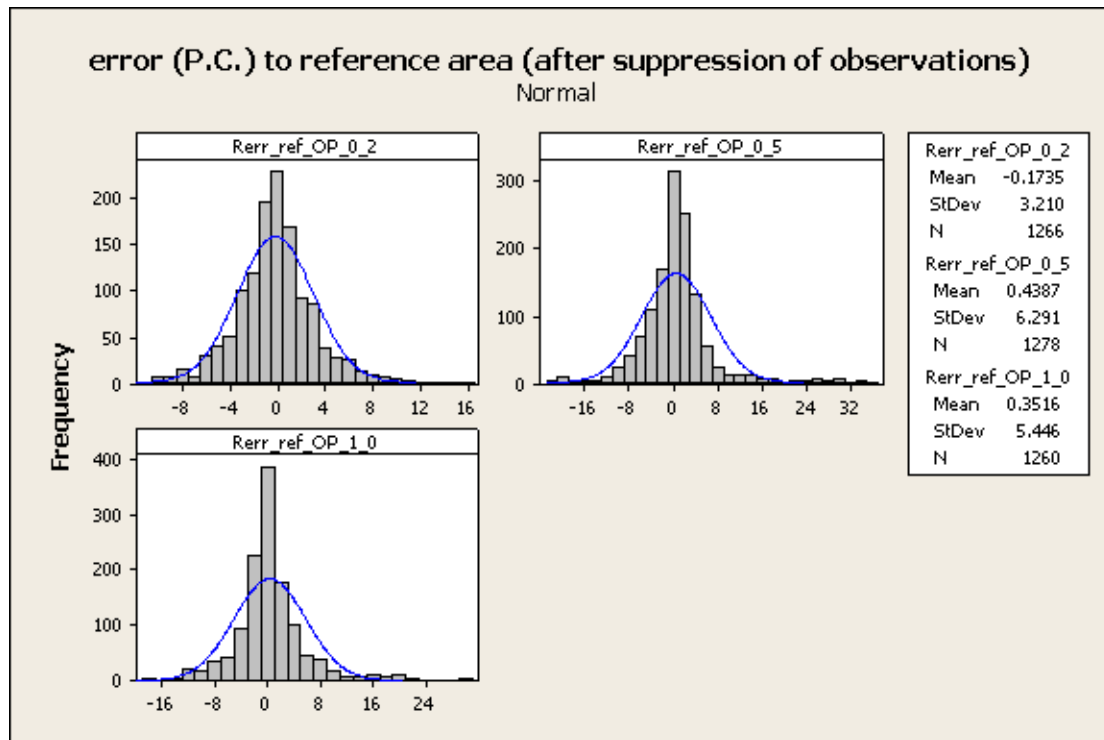 error (P.C.) to reference area (after suppression of observations)
Normal
Rerr_ref_OP_0_2
200
150
100
50
0
-8 -4 0 4 8 12 16
Rerr_ref_OP_0_5
300
200
100
0
-16 -8 0 8 16 24 32
Rerr_ref_OP_1_0
400
300
200
100
0
-16 -8 0 8 16 24
Frequency
Rerr_ref_OP_0_2
Mean -0.1735
StDev 3.210
N 1266
Rerr_ref_OP_0_5
Mean 0.4387
StDev 6.291
N 1278
Rerr_ref_OP_1_0
Mean 0.3516
StDev 5.446
N 1260